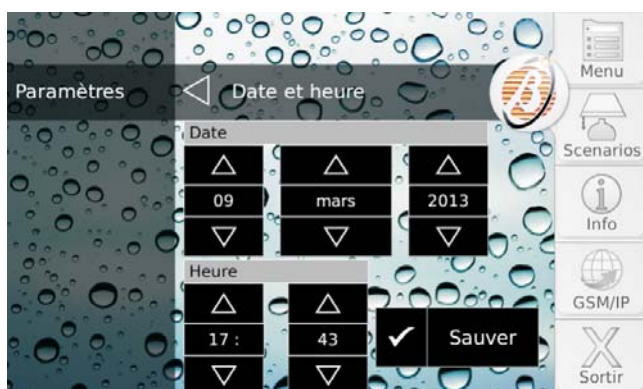 Paramètres
Date et heure
Date
09 mars 2013
Heure
17 : 43
Sauver
Menu
Scenarios
Info
GSM/IP
Sortir